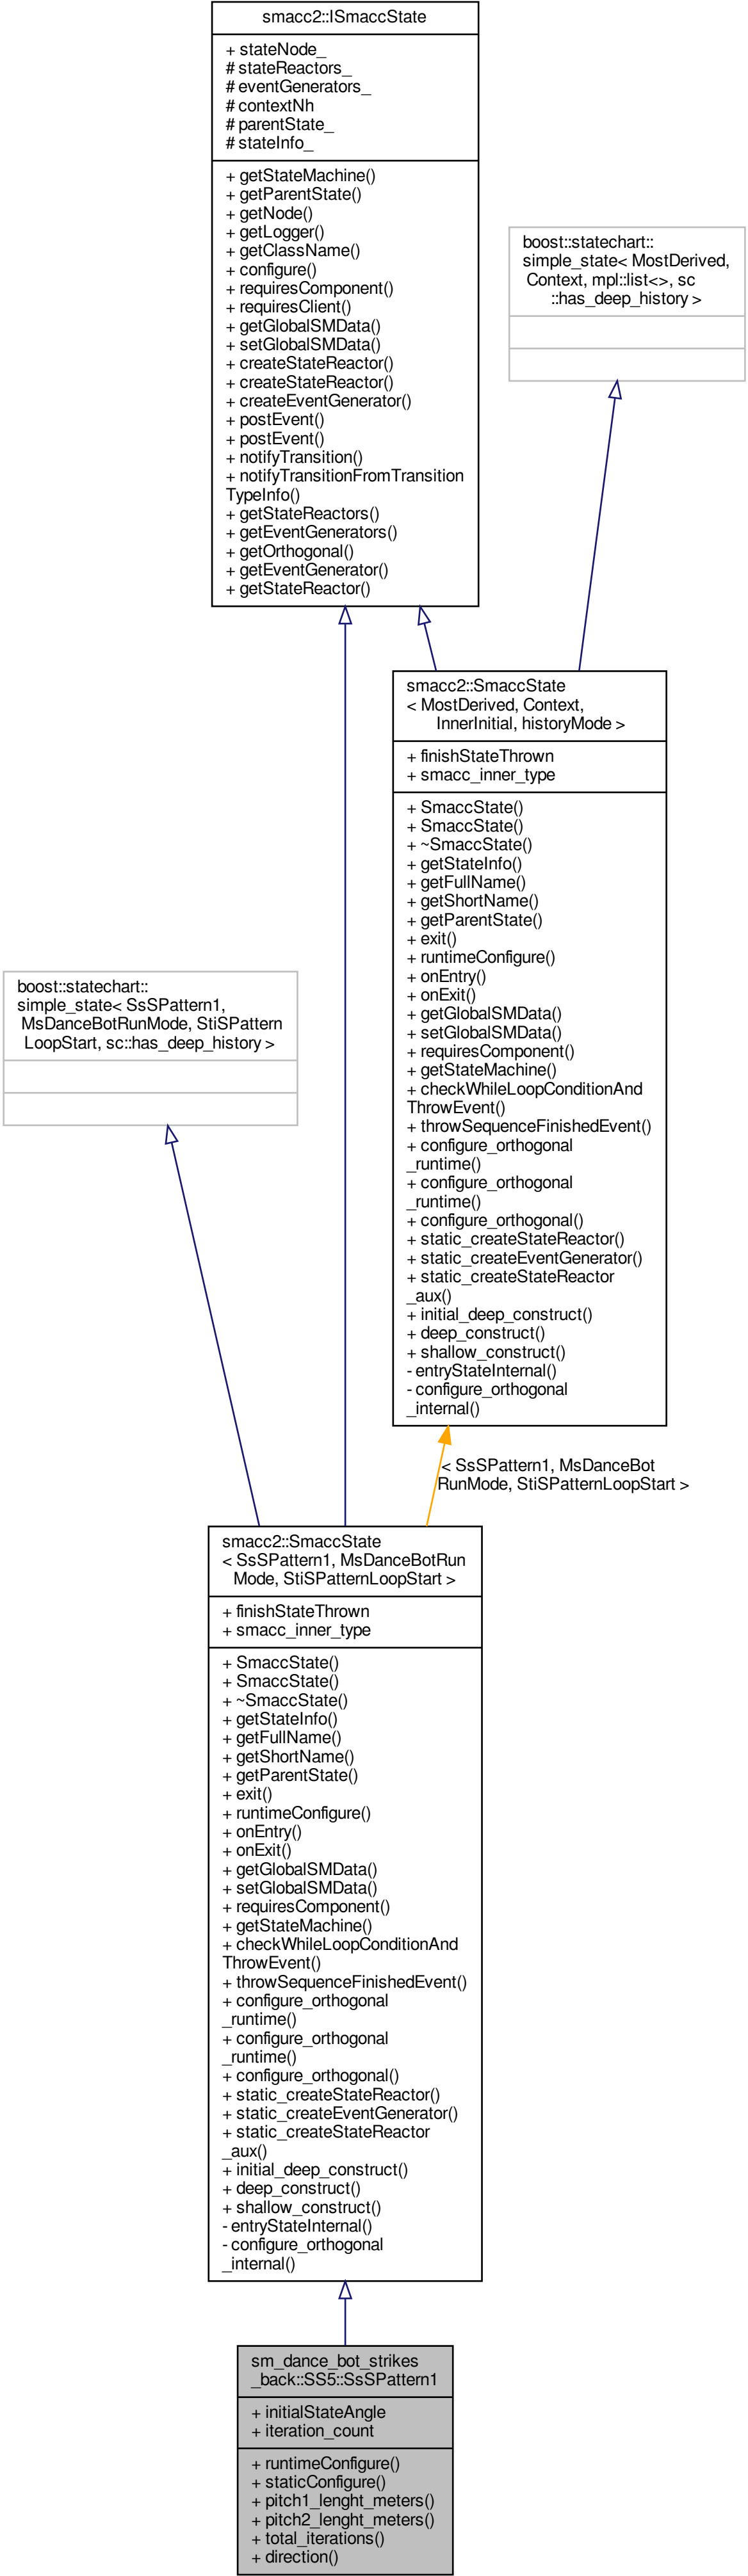 smacc2::ISmaccState
+ stateNode_
# stateReactors_
# eventGenerators_
# contextNh
# parentState_
# stateInfo_
+ getStateMachine()
+ getParentState()
+ getNode()
+ getLogger()
+ getClassName()
+ configure()
+ requiresComponent()
+ requiresClient()
+ getGlobalSMData()
+ setGlobalSMData()
+ createStateReactor()
+ createStateReactor()
+ createEventGenerator()
+ postEvent()
+ postEvent()
+ notifyTransition()
+ notifyTransitionFromTransition
TypeInfo()
+ getStateReactors()
+ getEventGenerators()
+ getOrthogonal()
+ getEventGenerator()
+ getStateReactor()
boost::statechart::
simple_state< MostDerived,
Context, mpl::list<>, sc
::has_deep_history >
smacc2::SmaccState
< MostDerived, Context,
InnerInitial, historyMode >
+ finishStateThrown
+ smacc_inner_type
+ SmaccState()
+ SmaccState()
+ ~SmaccState()
+ getStateInfo()
+ getFullName()
+ getShortName()
+ getParentState()
+ exit()
+ runtimeConfigure()
+ onEntry()
+ onExit()
+ getGlobalSMData()
+ setGlobalSMData()
+ requiresComponent()
+ getStateMachine()
+ checkWhileLoopConditionAnd
ThrowEvent()
+ throwSequenceFinishedEvent()
+ configure_orthogonal
_runtime()
+ configure_orthogonal
_runtime()
+ configure_orthogonal()
+ static_createStateReactor()
+ static_createEventGenerator()
+ static_createStateReactor
_aux()
+ initial_deep_construct()
+ deep_construct()
+ shallow_construct()
- entryStateInternal()
- configure_orthogonal
_internal()
boost::statechart::
simple_state< SsSPattern1,
MsDanceBotRunMode, StiSPattern
LoopStart, sc::has_deep_history >
< SsSPattern1, MsDanceBot
RunMode, StiSPatternLoopStart >
smacc2::SmaccState
< SsSPattern1, MsDanceBotRun
Mode, StiSPatternLoopStart >
+ finishStateThrown
+ smacc_inner_type
+ SmaccState()
+ SmaccState()
+ ~SmaccState()
+ getStateInfo()
+ getFullName()
+ getShortName()
+ getParentState()
+ exit()
+ runtimeConfigure()
+ onEntry()
+ onExit()
+ getGlobalSMData()
+ setGlobalSMData()
+ requiresComponent()
+ getStateMachine()
+ checkWhileLoopConditionAnd
ThrowEvent()
+ throwSequenceFinishedEvent()
+ configure_orthogonal
_runtime()
+ configure_orthogonal
_runtime()
+ configure_orthogonal()
+ static_createStateReactor()
+ static_createEventGenerator()
+ static_createStateReactor
_aux()
+ initial_deep_construct()
+ deep_construct()
+ shallow_construct()
- entryStateInternal()
- configure_orthogonal
_internal()
sm_dance_bot_strikes
_back::SS5::SsSPattern1
+ initialStateAngle
+ iteration_count
+ runtimeConfigure()
+ staticConfigure()
+ pitch1_lenght_meters()
+ pitch2_lenght_meters()
+ total_iterations()
+ direction()